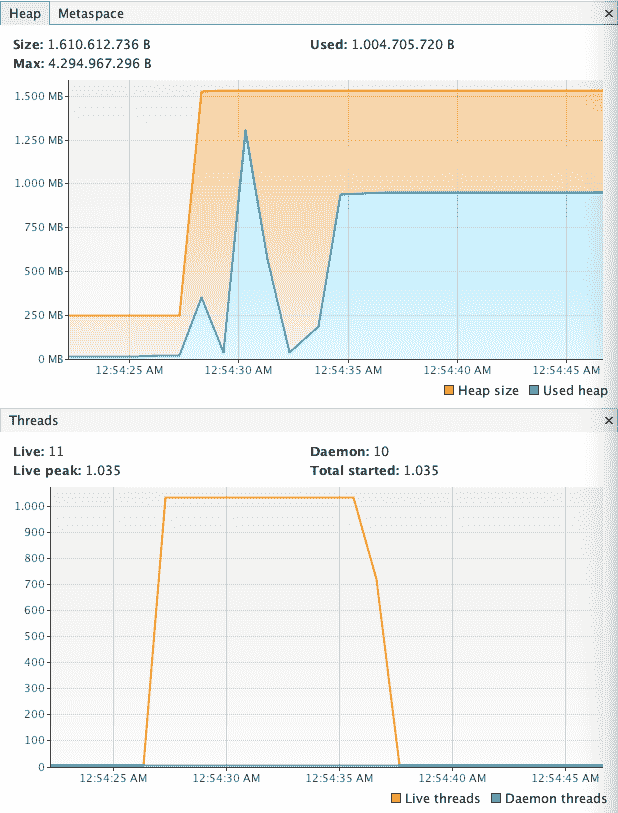 Heap Metaspace ×
Size: 1.610.612.736 B Used: 1.004.705.720 B
Max: 4.294.967.296 B
1.500 MB
1.250 MB
1.000 MB
750 MB
500 MB
250 MB
0 MB
12:54:25 AM 12:54:30 AM 12:54:35 AM 12:54:40 AM 12:54:45 AM
Heap size Used heap
Threads ×
Live: 11 Daemon: 10
Live peak: 1.035 Total started: 1.035
1.000
900
800
700
600
500
400
300
200
100
0
12:54:25 AM 12:54:30 AM 12:54:35 AM 12:54:40 AM 12:54:45 AM
Live threads Daemon threads